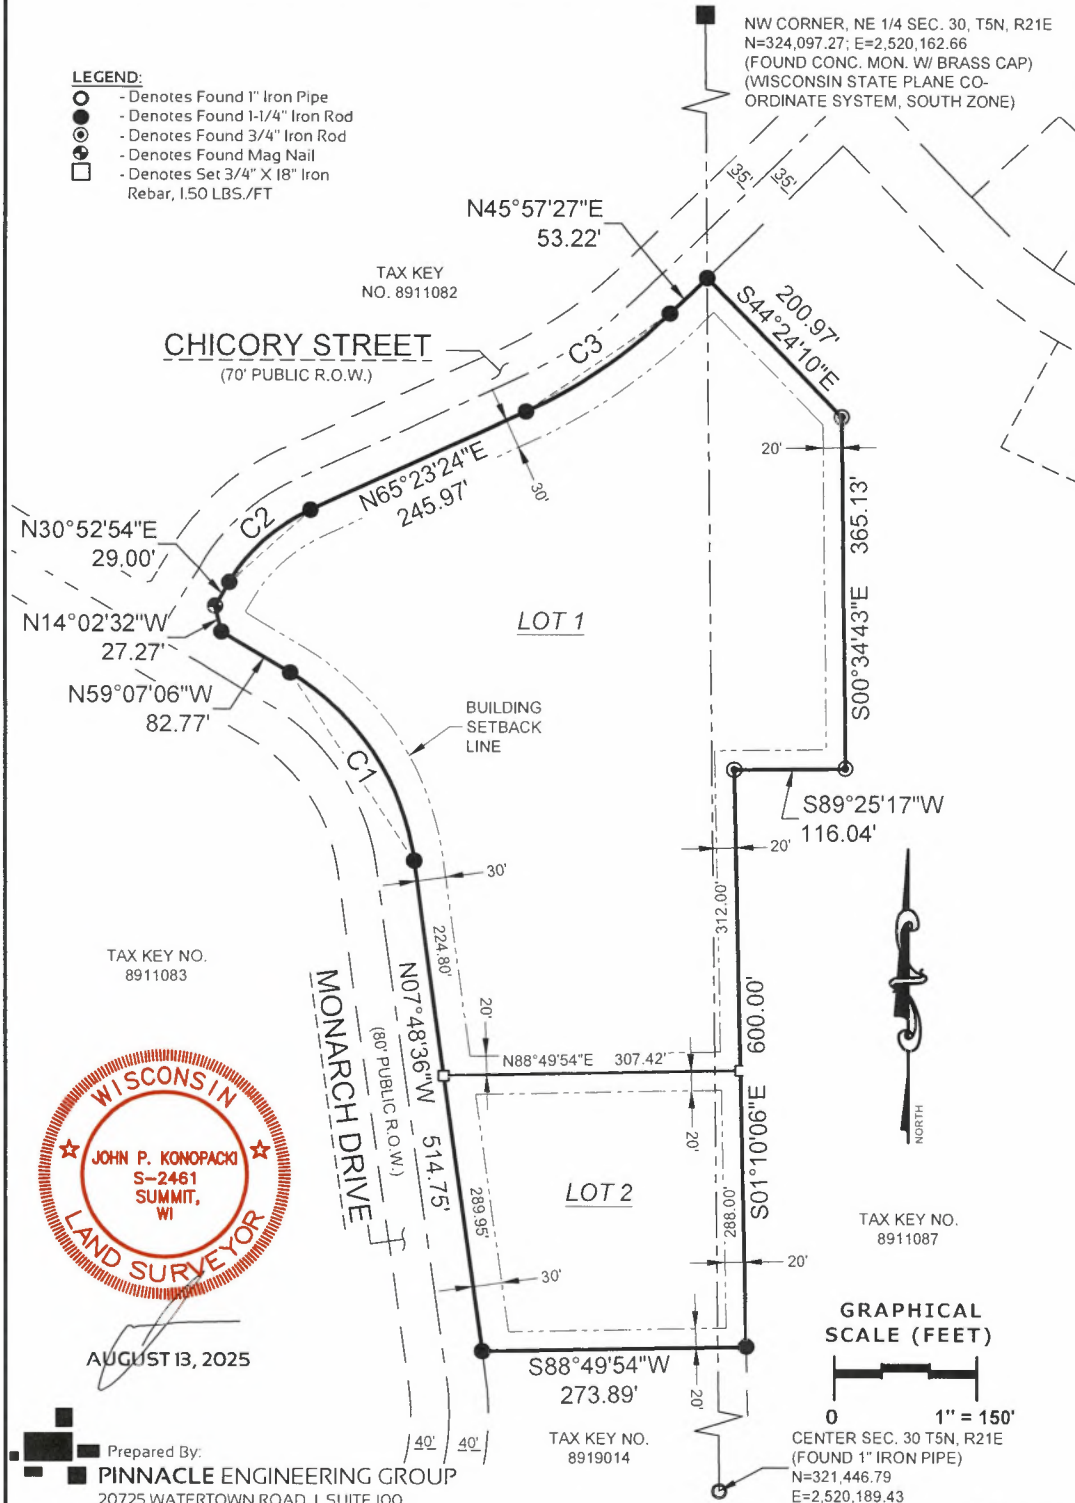 NW CORNER, NE 1/4 SEC. 30, T5N, R21E
N=324,097.27; E=2,520,162.66
(FOUND CONC. MON. W/ BRASS CAP)
(WISCONSIN STATE PLANE CO-
ORDINATE SYSTEM, SOUTH ZONE)
LEGEND:
- Denotes Found 1" Iron Pipe
- Denotes Found 1-1/4" Iron Rod
- Denotes Found 3/4" Iron Rod
- Denotes Found Mag Nail
- Denotes Set 3/4" X 18" Iron
Rebar, 1.50 LBS./FT
35'
35'
N45°57'27"E
53.22'
TAX KEY
NO. 8911082
CHICORY STREET
(70' PUBLIC R.O.W.)
C3
200.97'
S44°24'10"E
20'
N65°23'24"E
245.97'
30'
C2
N30°52'54"E
29.00'
N14°02'32"W
27.27'
N59°07'06"W
82.77'
LOT 1
365.13'
S00°34'43"E
BUILDING
SETBACK
LINE
C1
S89°25'17"W
116.04'
20'
30'
312.00'
224.80'
TAX KEY NO.
8911083
MONARCH DRIVE
(80' PUBLIC R.O.W.)
N07°48'36"W
514.75'
20'
N88°49'54"E 307.42'
600.00'
S01°10'06"E
20'
NORTH
WISCONSIN
JOHN P. KONOPACKI
S-2461
SUMMIT,
WI
LAND SURVEYOR
LOT 2
289.95'
288.00'
TAX KEY NO.
8911087
30'
20'
AUGUST 13, 2025
S88°49'54"W
273.89'
20'
GRAPHICAL
SCALE (FEET)
0 1" = 150'
40'
40'
TAX KEY NO.
8919014
CENTER SEC. 30 T5N, R21E
(FOUND 1" IRON PIPE)
N=321,446.79
E=2,520,189.43
Prepared By:
PINNACLE ENGINEERING GROUP
20725 WATERTOWN ROAD | SUITE 100